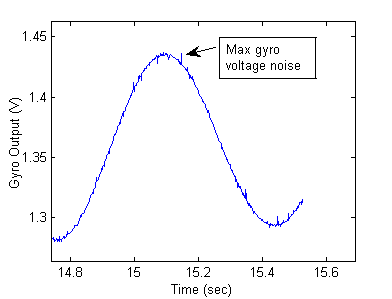 1.45
Max gyro
voltage noise
1.4
1.35
1.3
Gyro Output (V)
14.8 15 15.2 15.4 15.6
Time (sec)